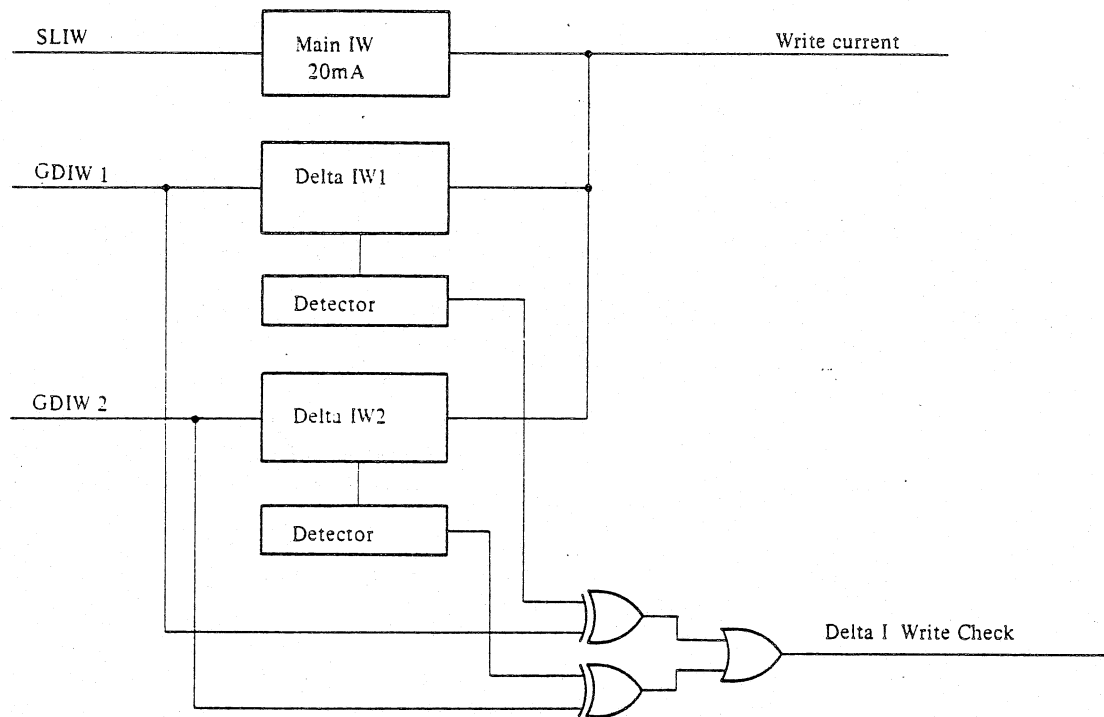 SLIW
Main IW
20mA
Write current
GDIW 1
Delta IW1
Detector
GDIW 2
Delta IW2
Detector
Delta I Write Check